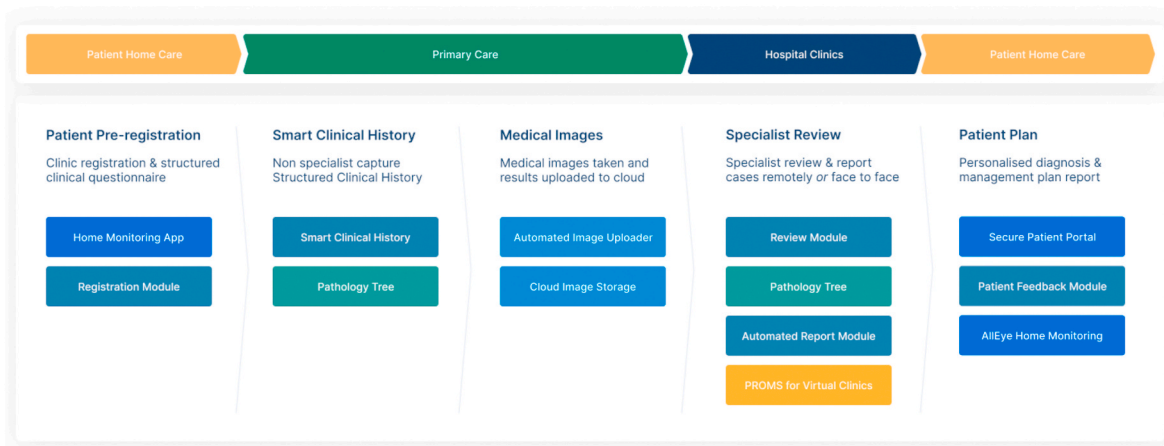 Patient Home Care
Primary Care
Hospital Clinics
Patient Home Care
Patient Pre-registration
Clinic registration & structured
clinical questionnaire
Home Monitoring App
Registration Module
Smart Clinical History
Non specialist capture
Structured Clinical History
Smart Clinical History
Pathology Tree
Medical Images
Medical images taken and
results uploaded to cloud
Automated Image Uploader
Cloud Image Storage
Specialist Review
Specialist review & report
cases remotely or face to face
Review Module
Pathology Tree
Automated Report Module
PROMS for Virtual Clinics
Patient Plan
Personalised diagnosis &
management plan report
Secure Patient Portal
Patient Feedback Module
AllEye Home Monitoring